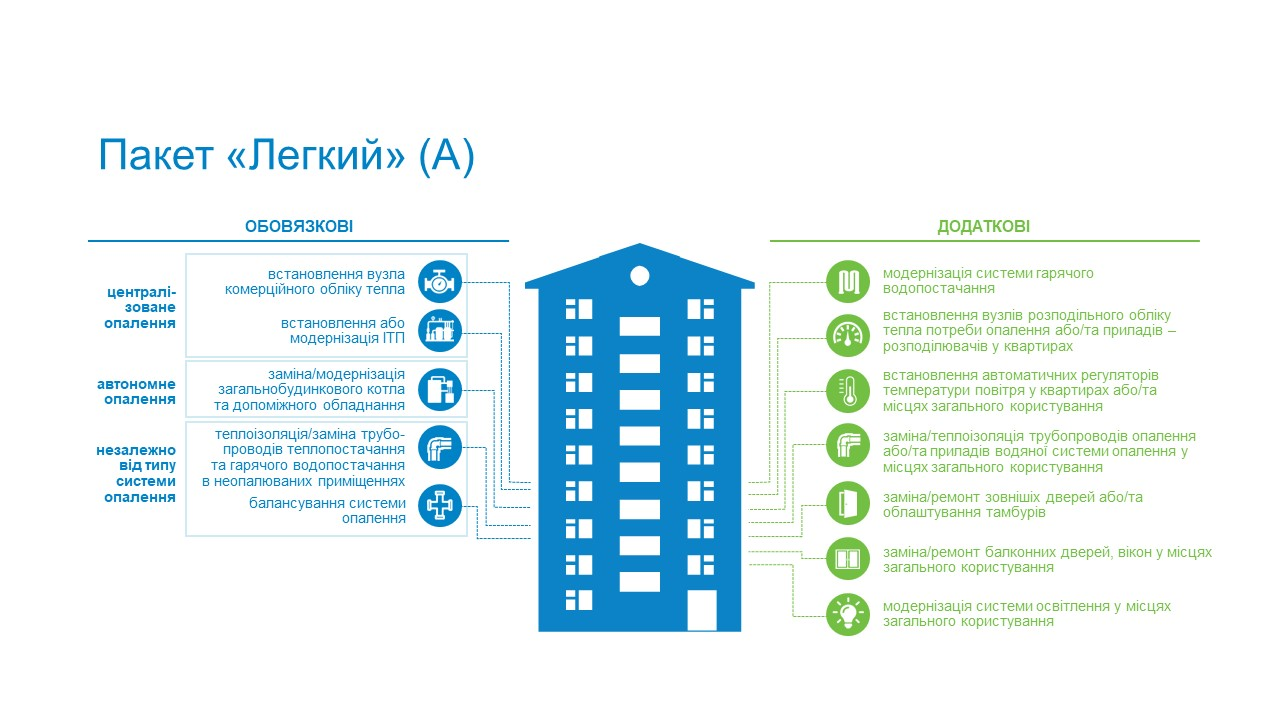 Пакет «Легкий» (А)
ОБОВЯЗКОВІ
централі-
зоване
опалення
встановлення вузла
комерційного обліку тепла
встановлення або
модернізація ІТП
автономне
опалення
заміна/модернізація
загальнобудинкового котла
та допоміжного обладнання
незалежно
від типу
системи
опалення
теплоізоляція/заміна трубо-
проводів теплопостачання
та гарячого водопостачання
в неопалюваних приміщеннях
балансування системи
опалення
ДОДАТКОВІ
модернізація системи гарячого
водопостачання
встановлення вузлів розподільного обліку
тепла потреби опалення або/та приладів –
розподілювачів у квартирах
встановлення автоматичних регуляторів
температури повітря у квартирах або/та
місцях загального користування
заміна/теплоізоляція трубопроводів опалення
або/та приладів водяної системи опалення у
місцях загального користування
заміна/ремонт зовнішіх дверей або/та
облаштування тамбурів
заміна/ремонт балконних дверей, вікон у місцях
загального користування
модернізація системи освітлення у місцях
загального користування